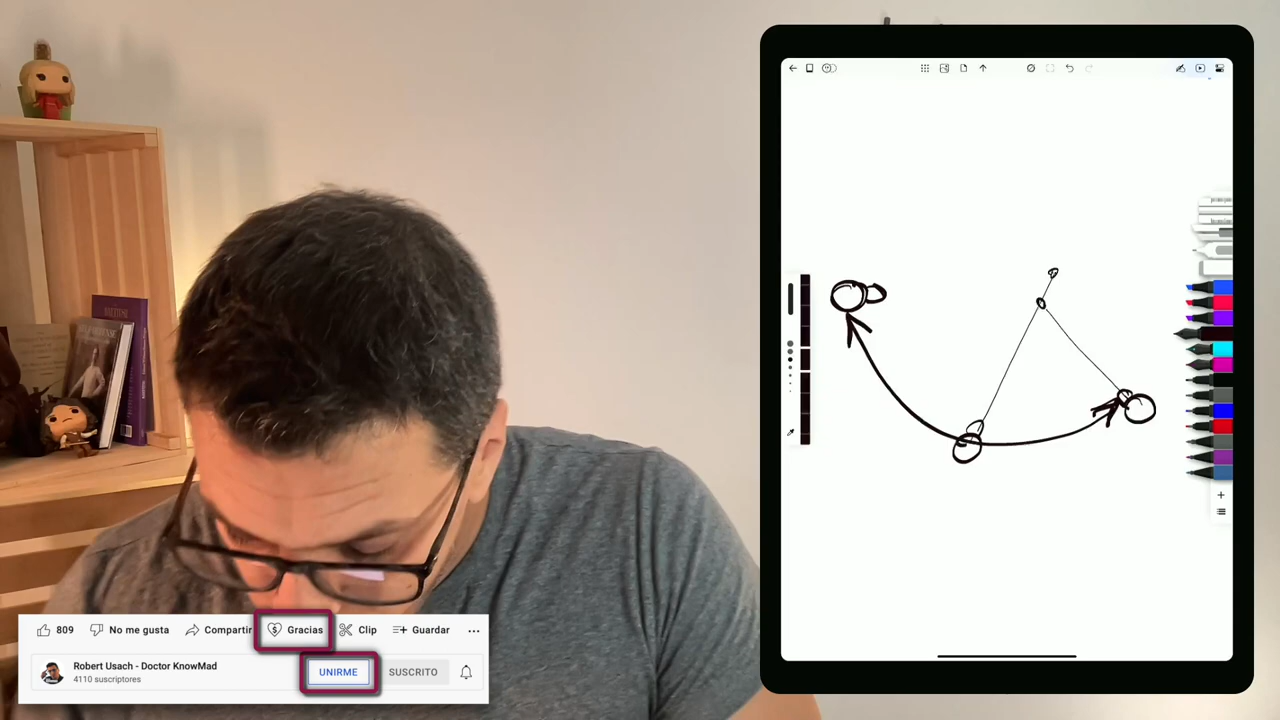 809 No me gusta Compartir Gracias Clip Guardar ...
Robert Usach - Doctor KnowMad
4110 suscriptores
UNIRME SUSCRITO